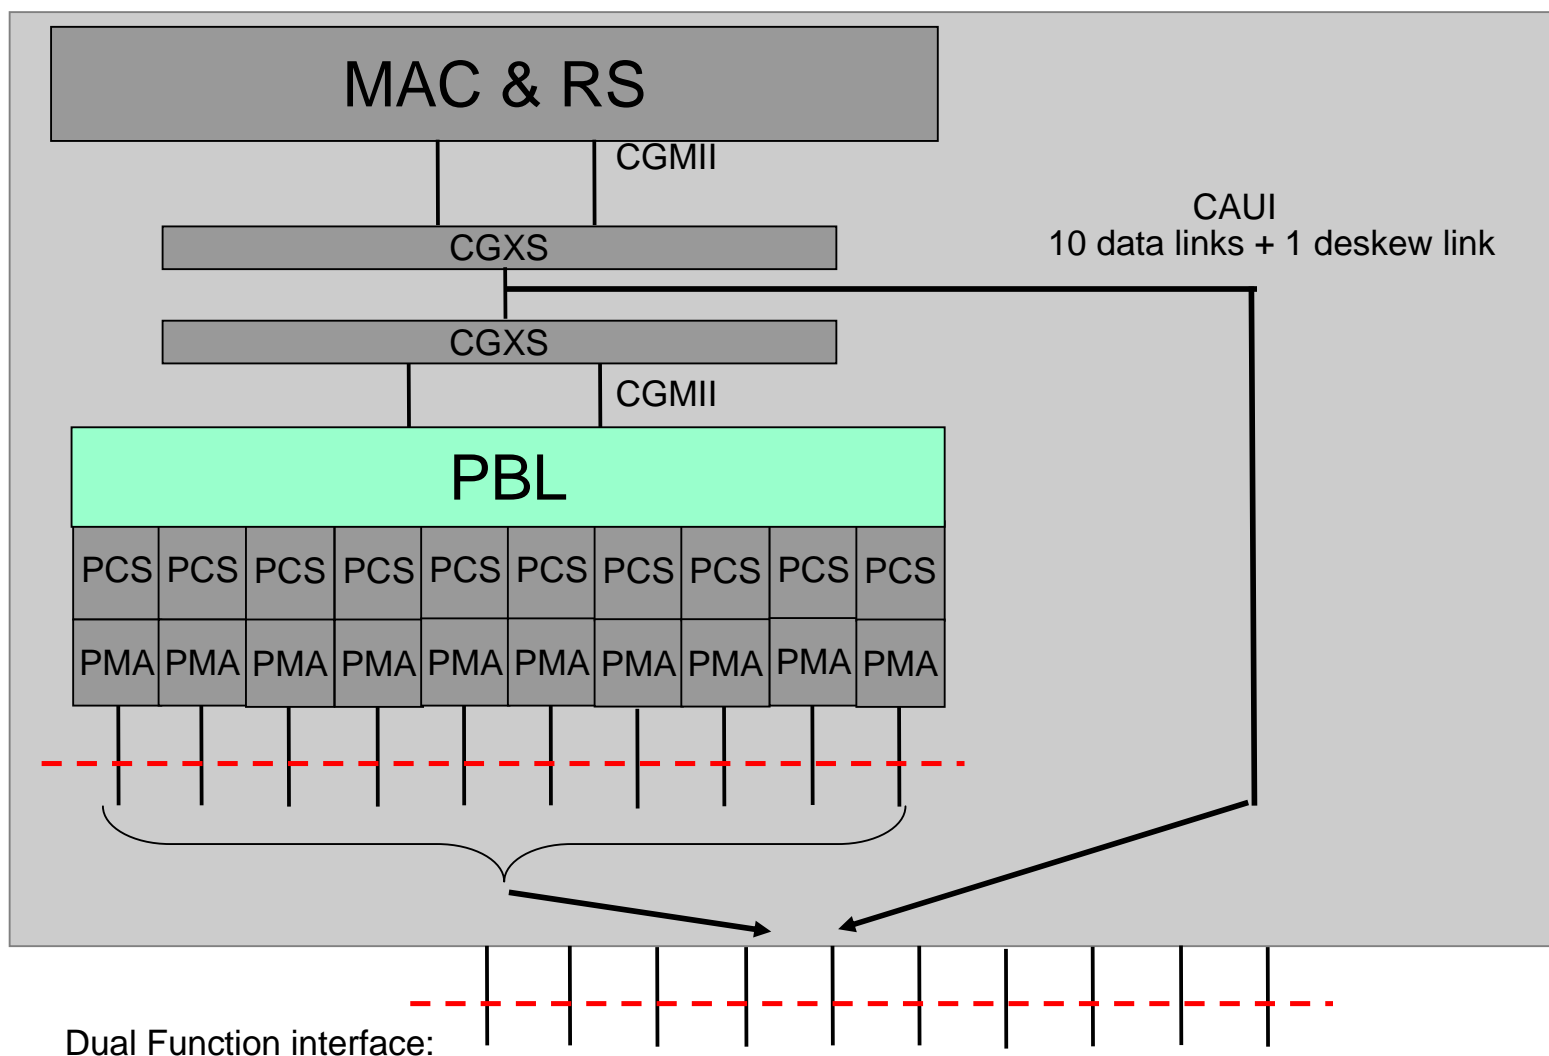 MAC & RS
CGMII
CAUI
10 data links + 1 deskew link
CGXS
CGXS
CGMII
PBL
PCS PCS PCS PCS PCS PCS PCS PCS PCS PCS
PMA PMA PMA PMA PMA PMA PMA PMA PMA PMA
Dual Function interface: